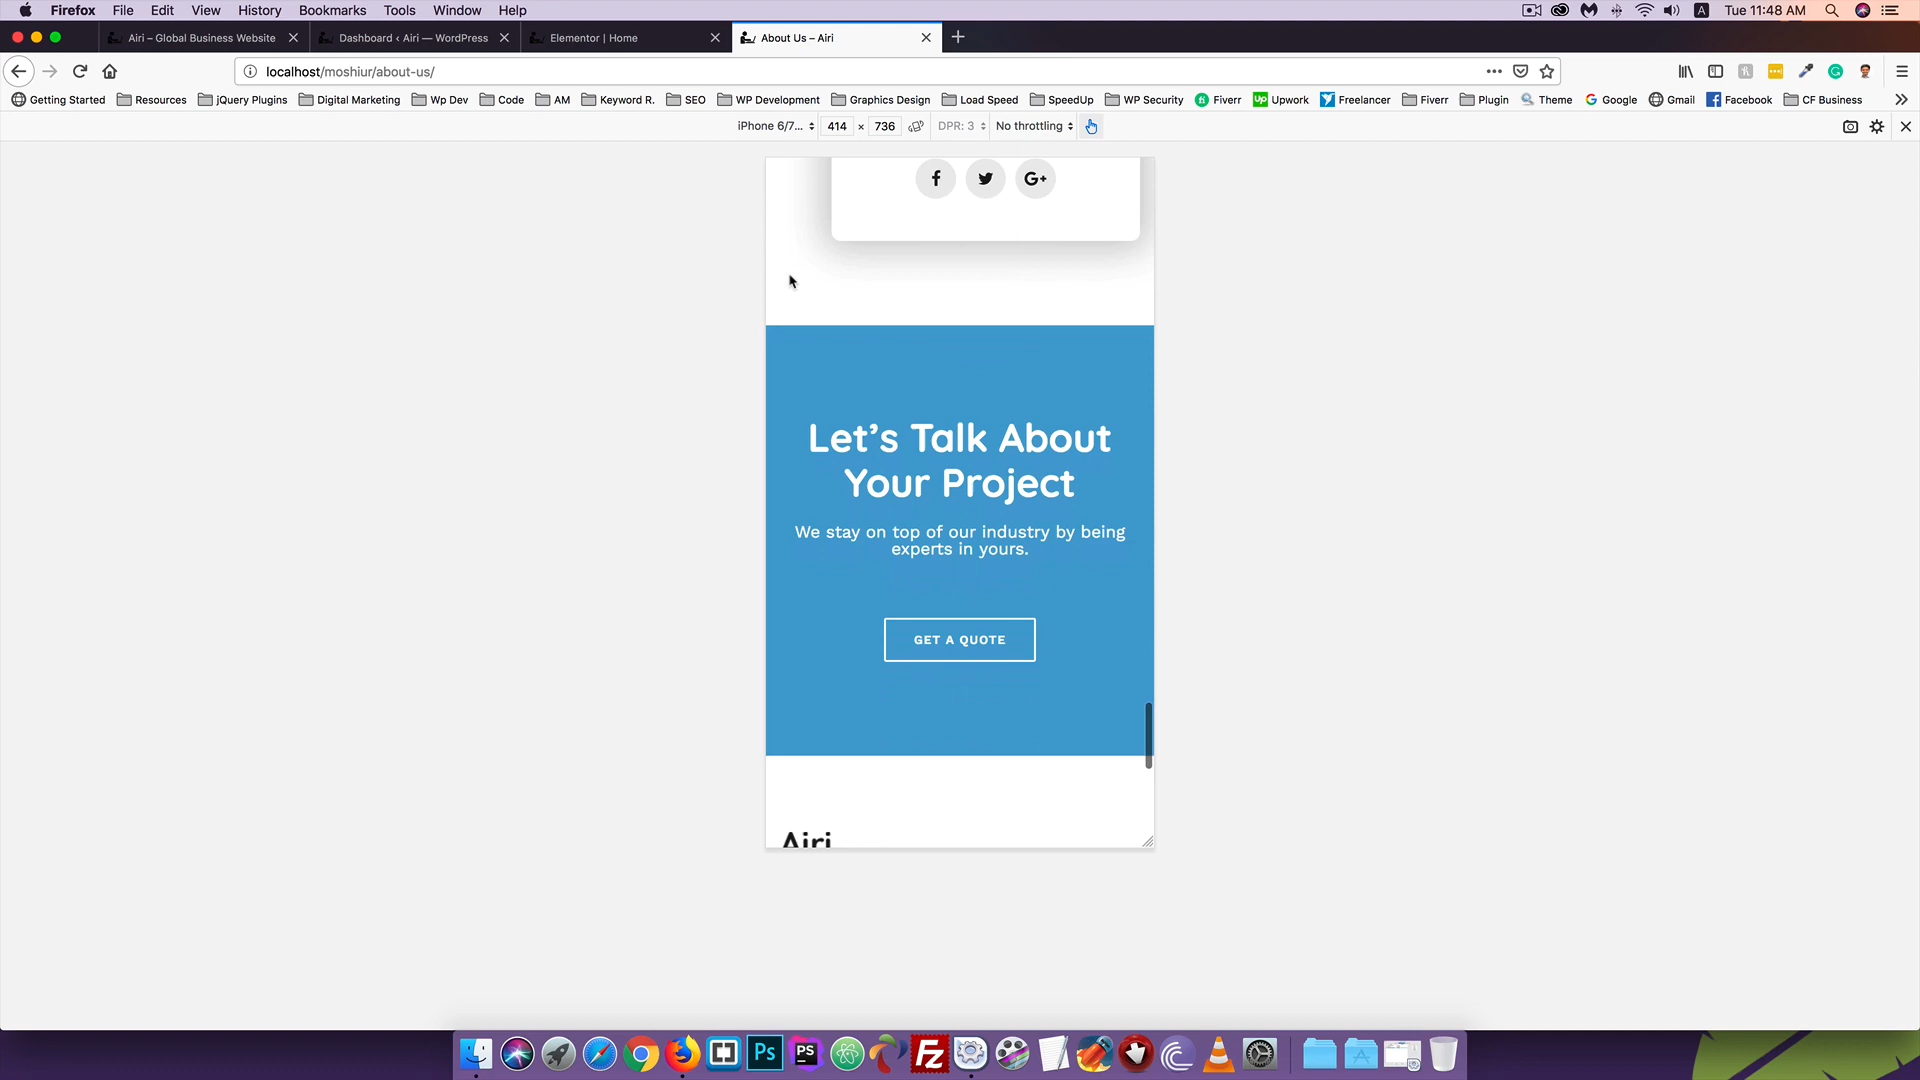 Firefox File Edit View History Bookmarks Tools Window Help
A Tue 11:48 AM
Airi – Global Business Website
Dashboard ‹ Airi — WordPress
Elementor | Home
About Us – Airi
localhost/moshiur/about-us/
Getting Started Resources jQuery Plugins Digital Marketing Wp Dev Code AM Keyword R. SEO WP Development Graphics Design Load Speed SpeedUp WP Security Fiverr Up Upwork Freelancer Fiverr Plugin Theme Google Gmail Facebook CF Business
iPhone 6/7... 414 × 736 DPR: 3 No throttling
G+
Let’s Talk About
Your Project
We stay on top of our industry by being
experts in yours.
GET A QUOTE
Airi
Ps PS FZ